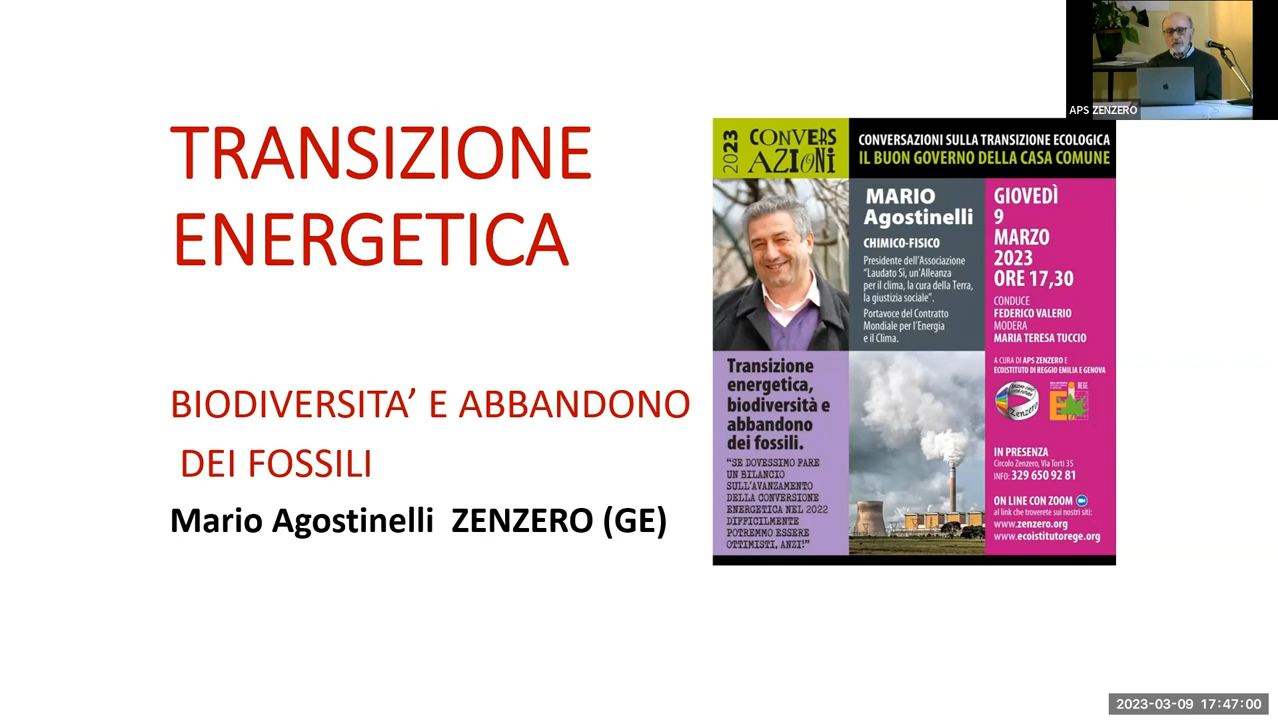 TRANSIZIONE
ENERGETICA
BIODIVERSITA’ E ABBANDONO
DEI FOSSILI
Mario Agostinelli ZENZERO (GE)
APS ZENZERO
2023
CONVERS
AZIONI
CONVERSAZIONI SULLA TRANSIZIONE ECOLOGICA
IL BUON GOVERNO DELLA CASA COMUNE
MARIO
Agostinelli
CHIMICO-FISICO
Presidente dell’Associazione
“Laudato Sì, un’Alleanza
per il clima, la cura della Terra,
la giustizia sociale”.
Portavoce del Contratto
Mondiale per l’Energia
e il Clima.
GIOVEDÌ
9
MARZO
2023
ORE 17,30
CONDUCE
FEDERICO VALERIO
MODERA
MARIA TERESA TUCCIO
A CURA DI APS ZENZERO E
ECOISTITUTO DI REGGIO EMILIA E GENOVA
Zenzero
REGE
Transizione
energetica,
biodiversità e
abbandono
dei fossili.
“SE DOVESSIMO FARE
UN BILANCIO
SULL’AVANZAMENTO
DELLA CONVERSIONE
ENERGETICA NEL 2022
DIFFICILMENTE
POTREMMO ESSERE
OTTIMISTI, ANZI!”
IN PRESENZA
Circolo Zenzero, Via Torti 35
INFO: 329 650 92 81
ON LINE CON ZOOM
al link che troverete sui nostri siti:
www.zenzero.org
www.ecoistitutorege.org
2023-03-09 17:47:00